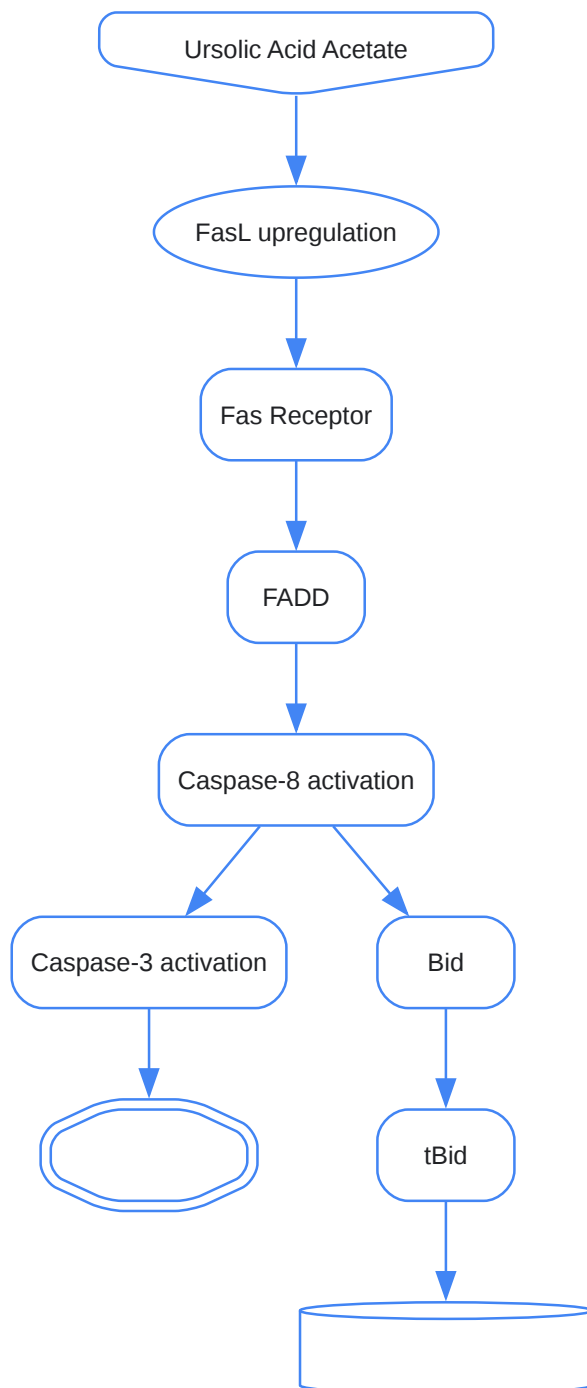 Ursolic Acid Acetate
FasL upregulation
Fas Receptor
FADD
Caspase-8 activation
Caspase-3 activation
Bid
tBid